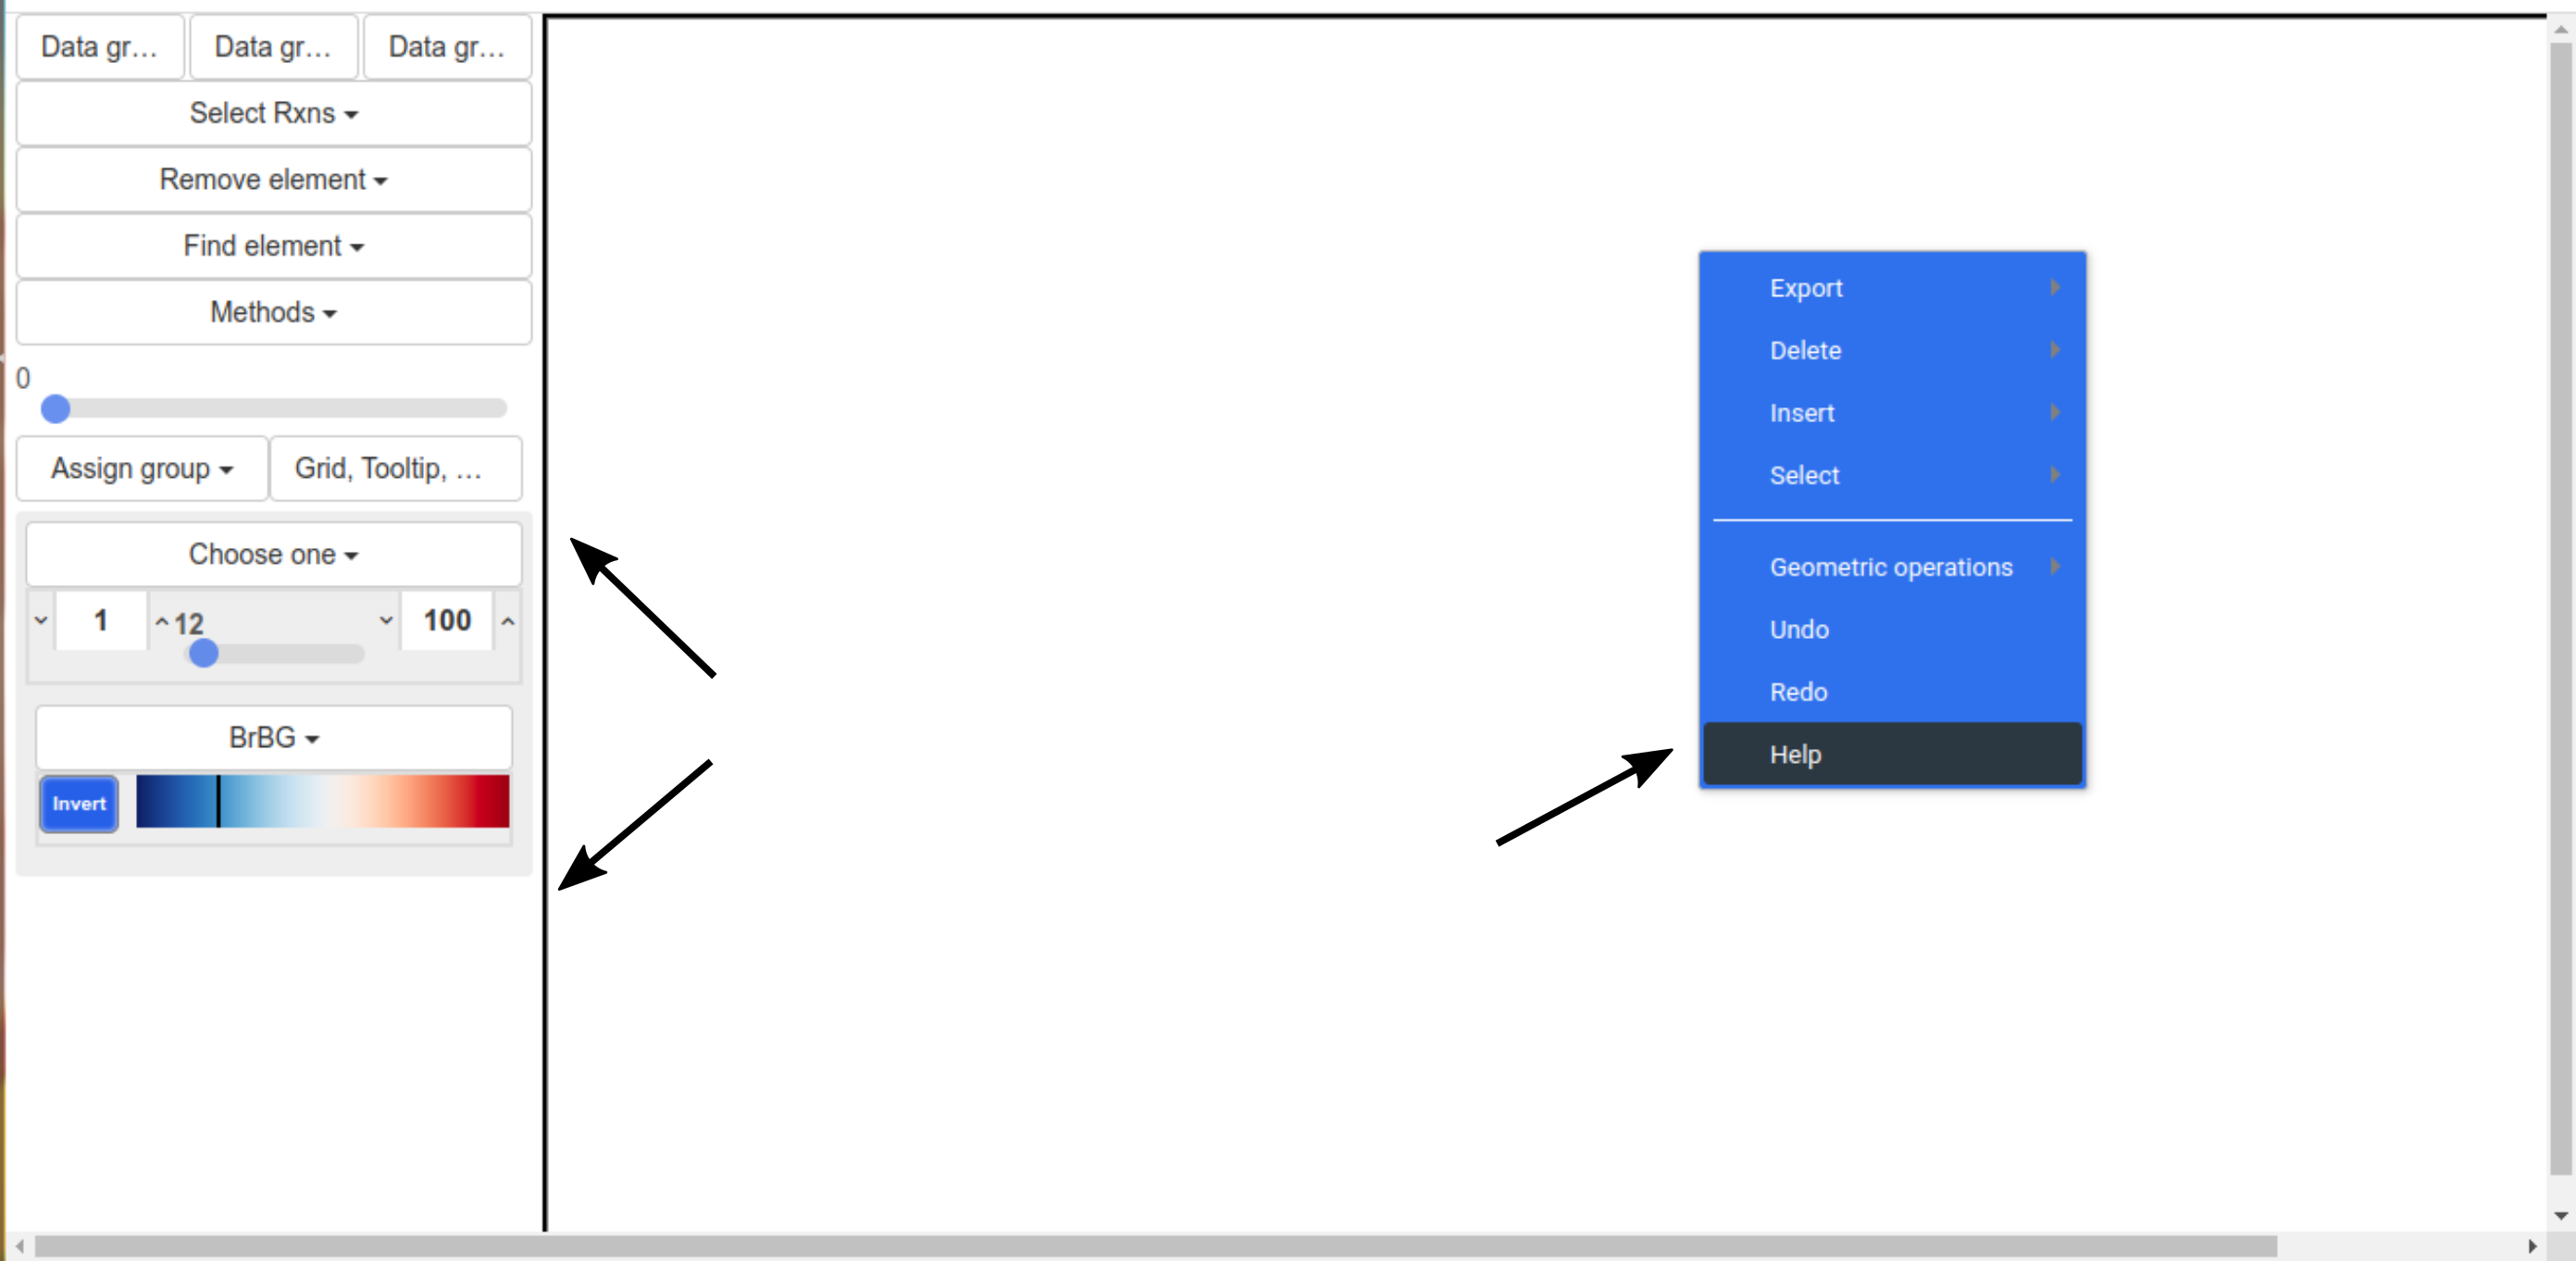 Data gr... Data gr... Data gr...
Select Rxns
Remove element
Find element
Methods
0
Assign group Grid, Tooltip, ...
Choose one
1 12 100
BrBG
Invert
Export
Delete
Insert
Select
Geometric operations
Undo
Redo
Help